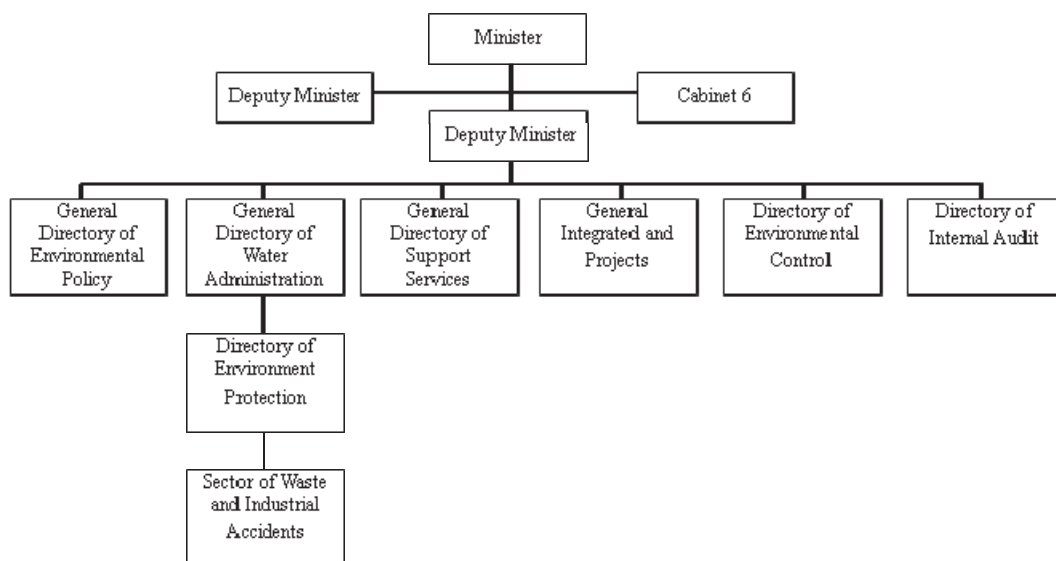 Minister
Deputy Minister
Cabinet 6
Deputy Minister
General
Directory of
Environmental
Policy
General
Directory of
Water
Administration
General
Directory of
Support
Services
General
Integrated and
Projects
Directory of
Environmental
Control
Directory of
Internal Audit
Directory of
Environment
Protection
Sector of Waste
and Industrial
Accidents